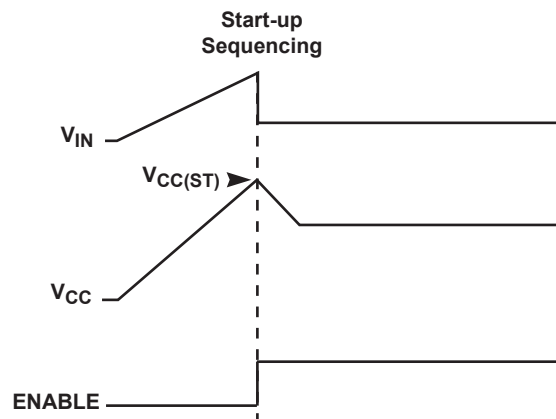 Start-up
Sequencing
VIN
VCC(ST)
VCC
ENABLE